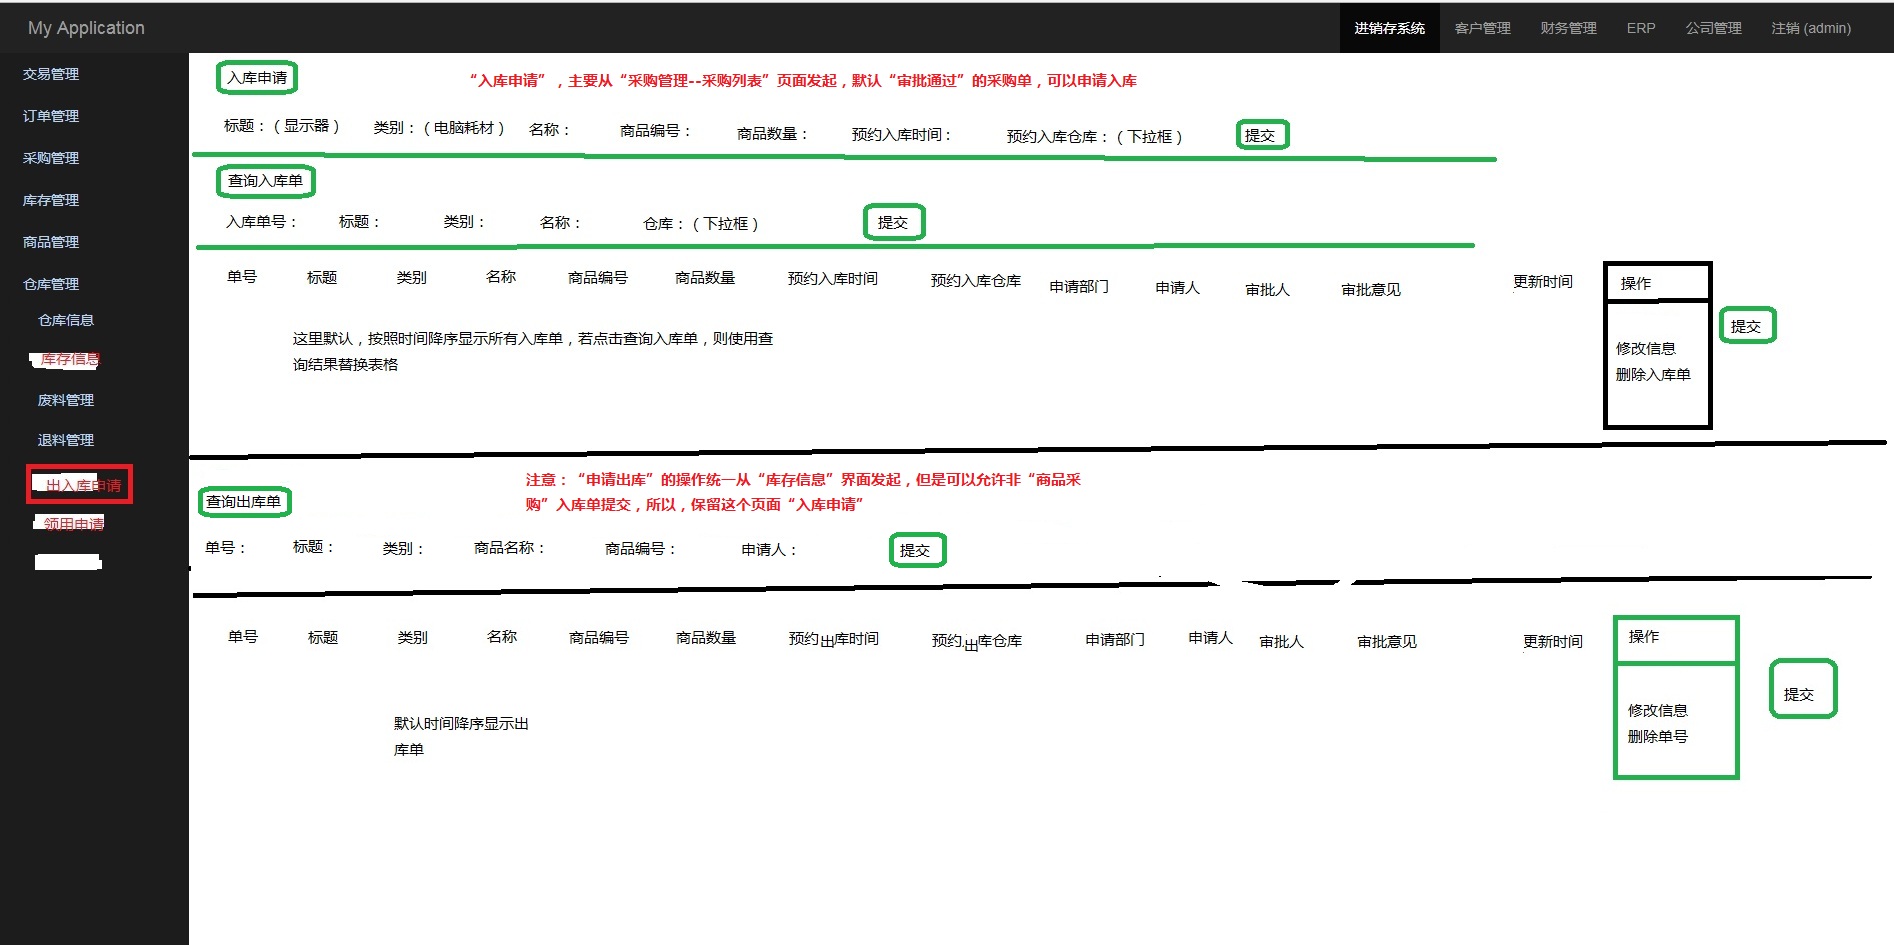 My Application
进销存系统 客户管理 财务管理 ERP 公司管理 注销 (admin)
交易管理
订单管理
采购管理
库存管理
商品管理
仓库管理
仓库信息
库存信息
废料管理
退料管理
出入库申请
领用申请
入库申请
“入库申请”，主要从“采购管理--采购列表”页面发起，默认“审批通过”的采购单，可以申请入库
标题：（显示器） 类别：（电脑耗材） 名称： 商品编号： 商品数量： 预约入库时间： 预约入库仓库：（下拉框） 提交
查询入库单
入库单号： 标题： 类别： 名称： 仓库：（下拉框） 提交
单号 标题 类别 名称 商品编号 商品数量 预约入库时间 预约入库仓库 申请部门 申请人 审批人 审批意见 更新时间 操作
这里默认，按照时间降序显示所有入库单，若点击查询入库单，则使用查
询结果替换表格
提交
修改信息
删除入库单
注意：“申请出库”的操作统一从“库存信息”界面发起，但是可以允许非“商品采
购”入库单提交，所以，保留这个页面“入库申请”
查询出库单
单号： 标题： 类别： 商品名称： 商品编号： 申请人： 提交
单号 标题 类别 名称 商品编号 商品数量 预约出库时间 预约出库仓库 申请部门 申请人 审批人 审批意见 更新时间 操作
默认时间降序显示出
库单
提交
修改信息
删除单号